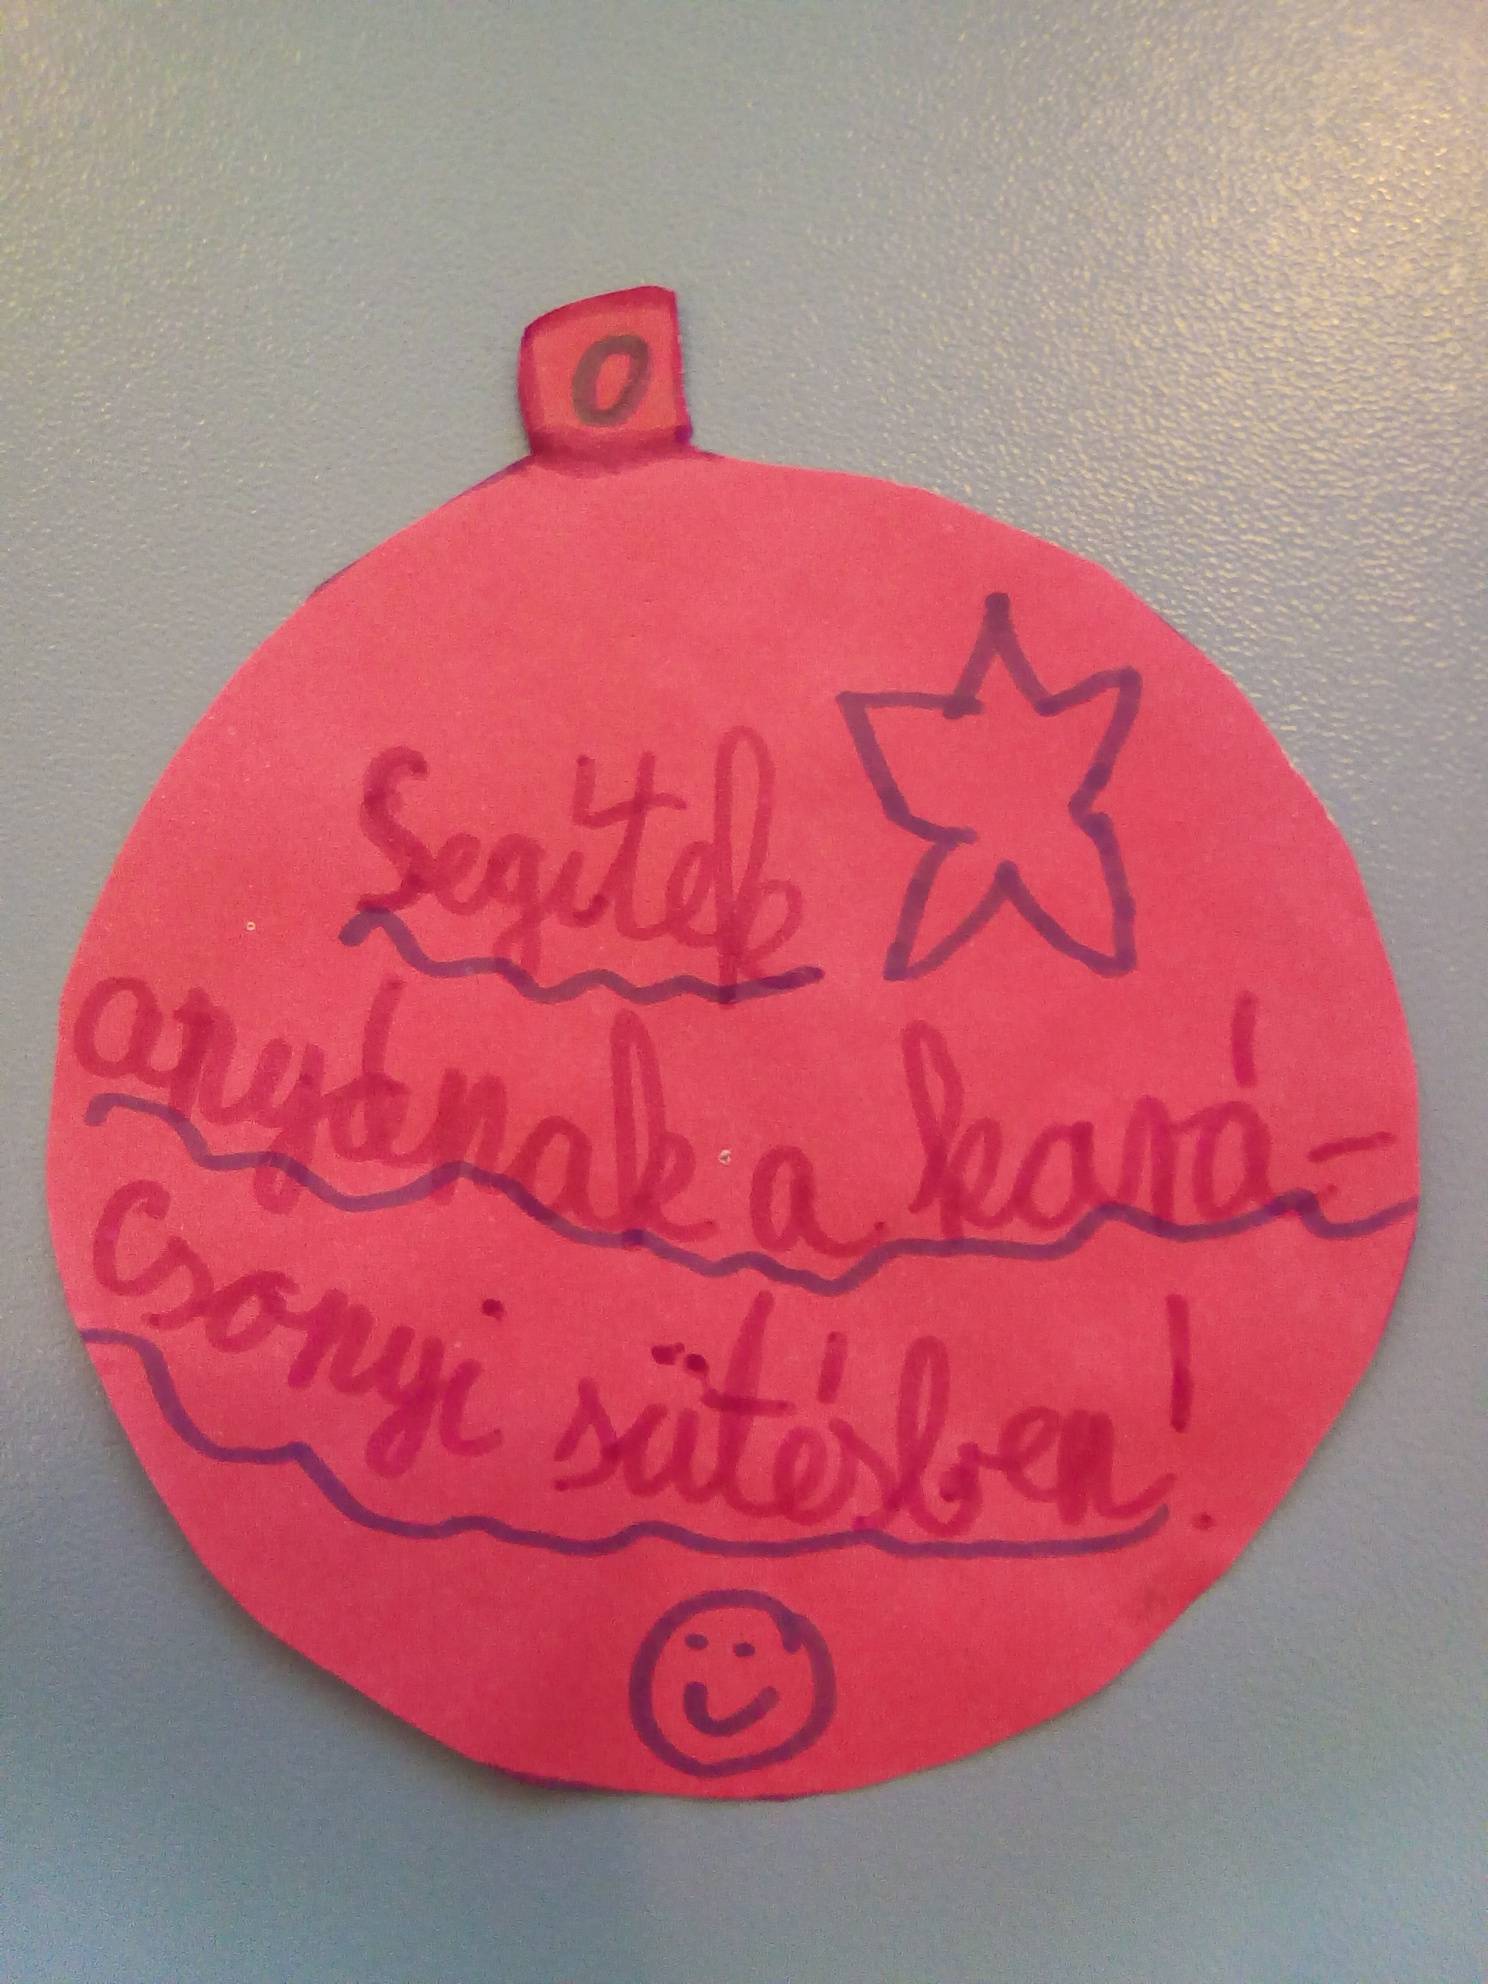 Segítek
anyának a kará-
csonyi sütésben!